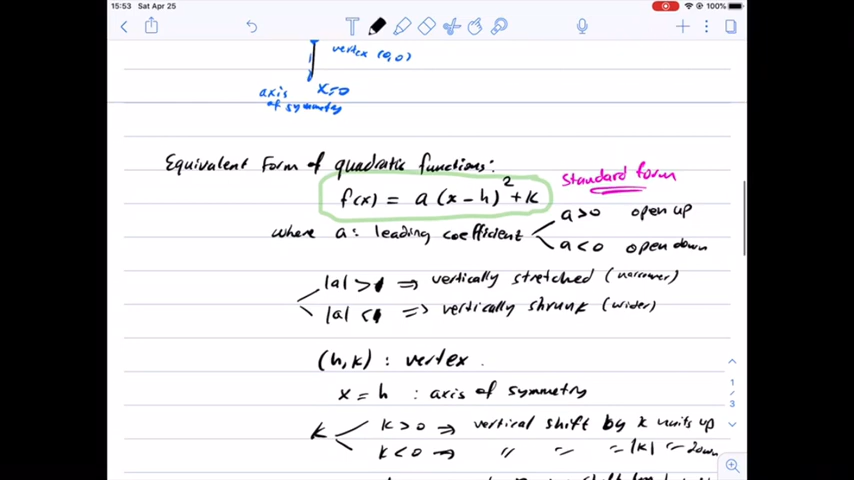 15:53 Sat Apr 25
100%
T
vertex (0,0)
axis x=0
of symmetry
Equivalent Form of quadratic functions:
Standard form
f(x) = a (x-h)² + k
a>0 open up
where a: leading coefficient
a<0 open down
|a| >1 ⇒ vertically stretched (narrower)
|a| <1 ⇒ vertically shrunk (wider)
(h,k) : vertex.
x = h : axis of symmetry
1
/
3
k>0 ⇒ vertical shift by k units up
k
k<0 ⇒ " " " |k| " down